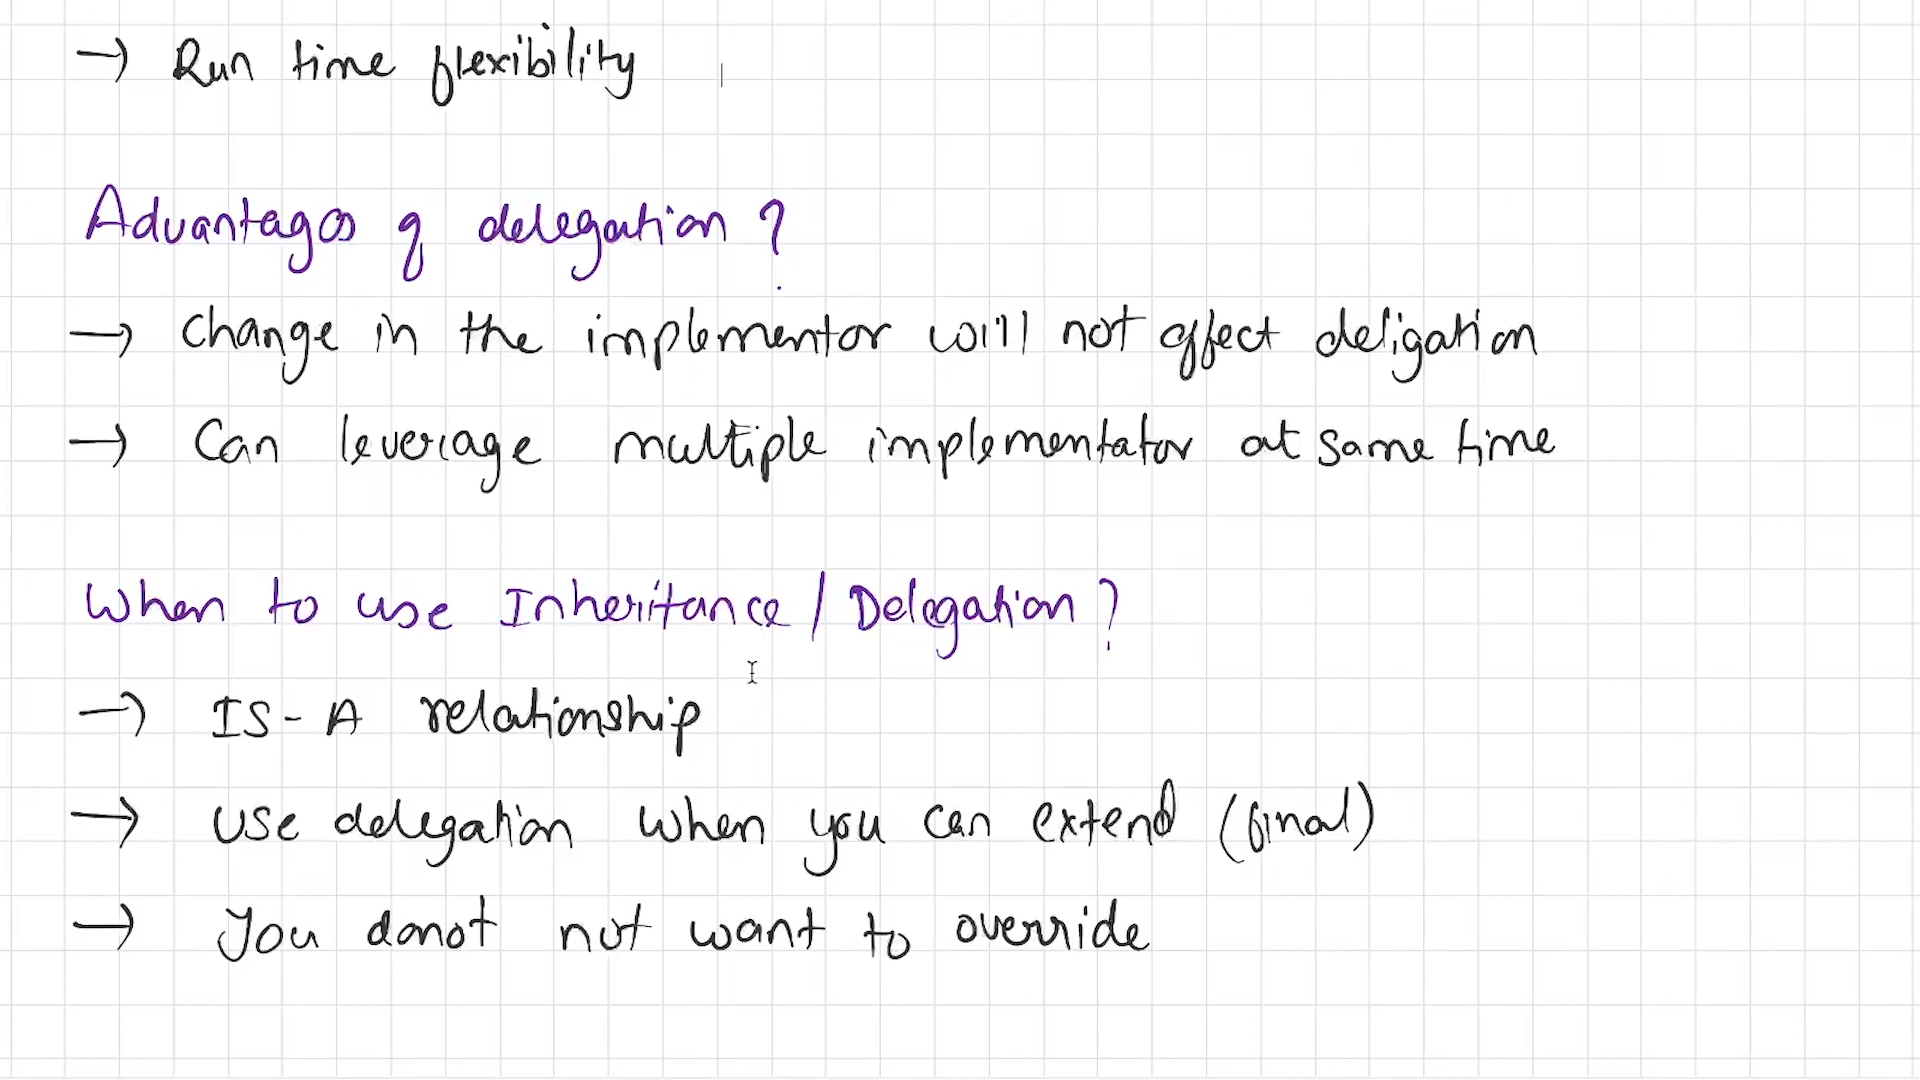 → Run time flexibility
Advantages of delegation?
→ Change in the implementor will not affect deligation
→ Can leverage multiple implementator at same time
When to use Inheritance / Delegation?
→ IS-A relationship
→ Use delegation when you can extend (final)
→ You donot not want to override